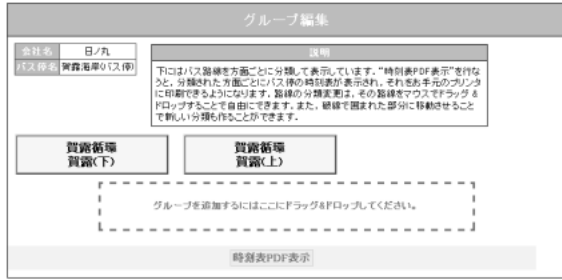 グループ編集
会社名 日ノ丸
バス停名 賀露海岸(バス停)
説明
下にはバス路線を方面ごとに分類して表示しています。"時刻表PDF表示"を行な
うと、分類された方面ごとにバス停の時刻表が表示され、それをお手元のプリンタ
に印刷できるようになります。路線の分類変更は、その路線をマウスでドラッグ &
ドロップすることで自由にできます。また、破線で囲まれた部分に移動させること
で新しい分類も作ることができます。
賀露循環 賀露循環
賀露(下) 賀露(上)
グループを追加するにはここにドラッグ&ドロップしてください。
時刻表PDF表示